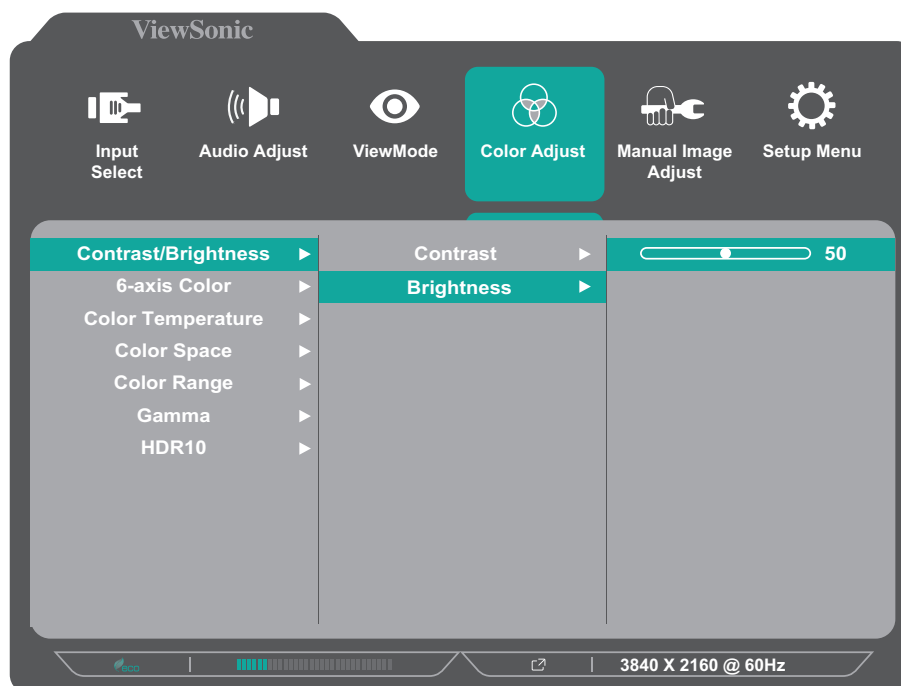 ViewSonic
Input
Select
Audio Adjust
ViewMode
Color Adjust
Manual Image
Adjust
Setup Menu
Contrast/Brightness
6-axis Color
Color Temperature
Color Space
Color Range
Gamma
HDR10
Contrast
Brightness
50
eco
3840 X 2160 @ 60Hz